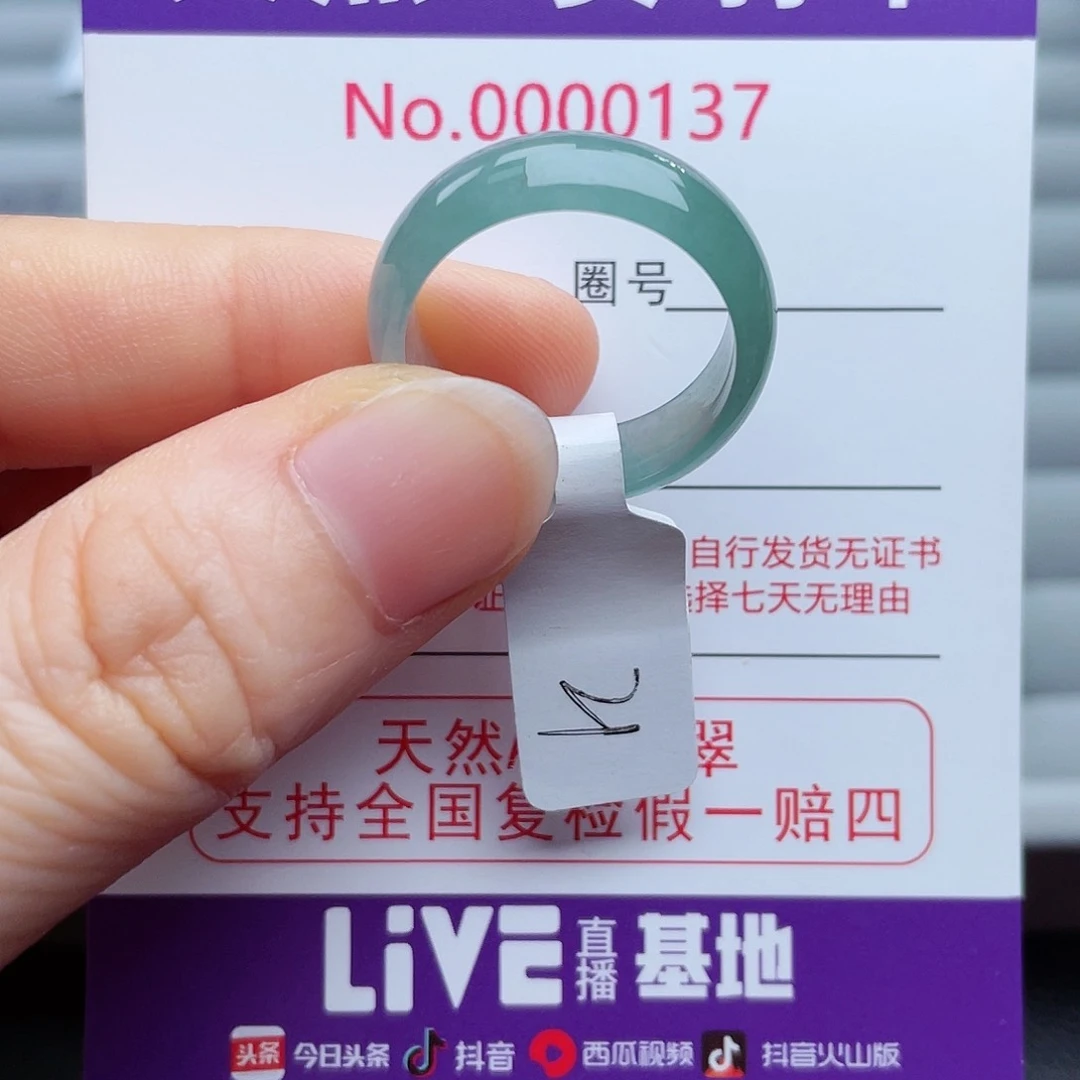 No.0000137
圈号
自行发货无证书
证 择七天无理由
天然 翠
支持全国复检假一赔四
LiVE直播基地
头条 今日头条 抖音 西瓜视频 抖音火山版